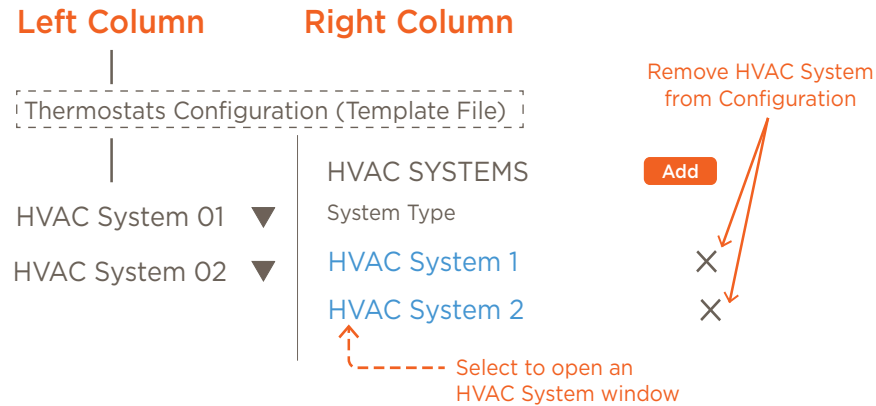 Left Column
Right Column
Remove HVAC System
from Configuration
Thermostats Configuration (Template File)
HVAC SYSTEMS
Add
HVAC System 01
System Type
HVAC System 1
HVAC System 02
HVAC System 2
Select to open an
HVAC System window